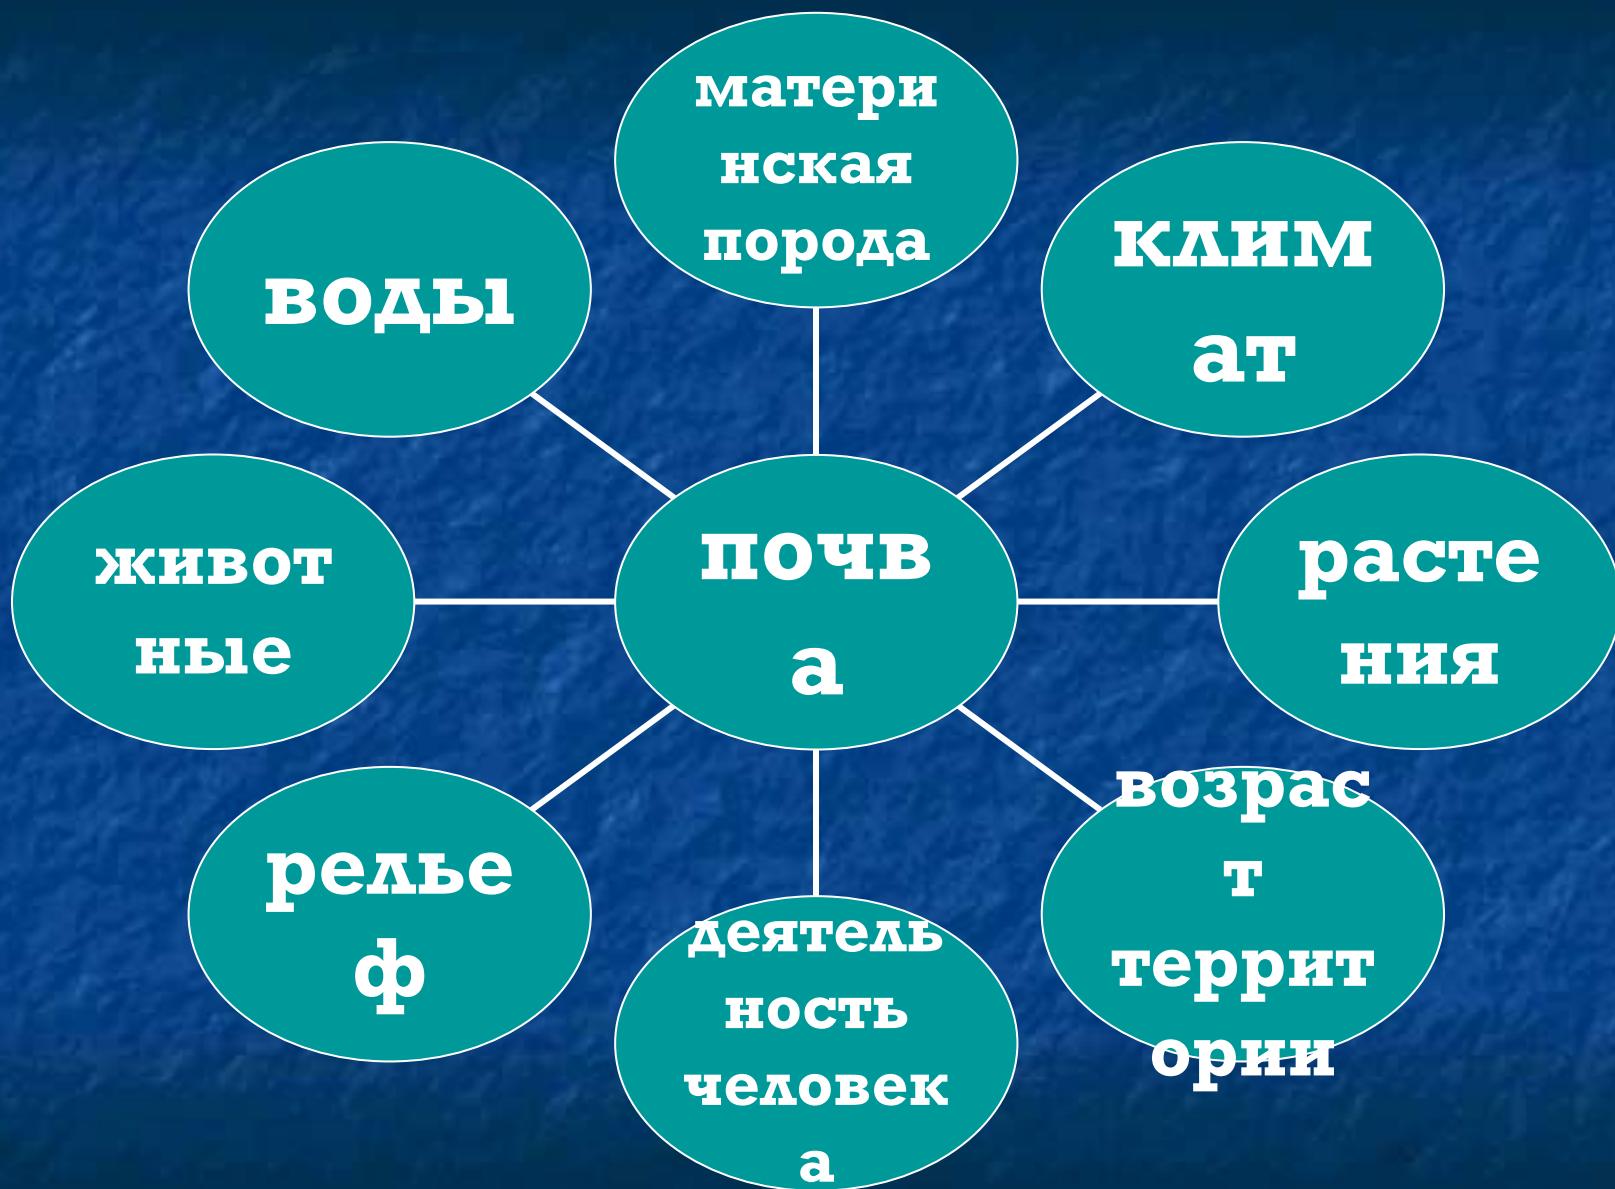 матери
нская
порода
клим
ат
расте
ния
возрас
т
террит
ории
деятель
ность
человек
а
релье
ф
живот
ные
воды
почв
а